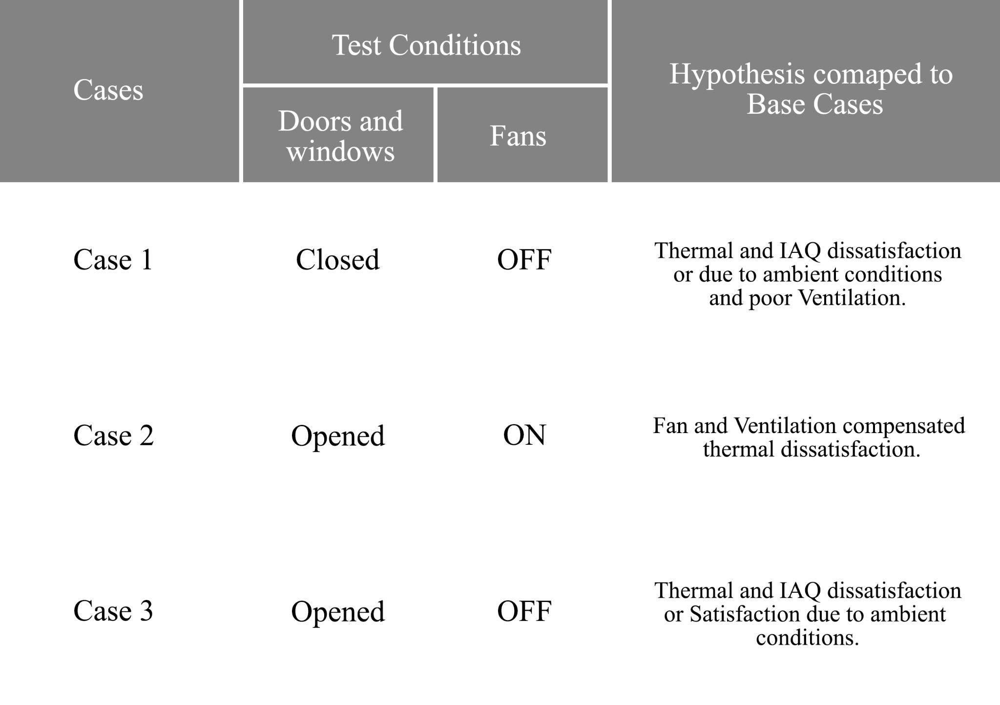 Cases
Test Conditions
Hypothesis comaped to
Base Cases
Doors and
windows
Fans
Case 1
Closed
OFF
Thermal and IAQ dissatisfaction
or due to ambient conditions
and poor Ventilation.
Case 2
Opened
ON
Fan and Ventilation compensated
thermal dissatisfaction.
Case 3
Opened
OFF
Thermal and IAQ dissatisfaction
or Satisfaction due to ambient
conditions.